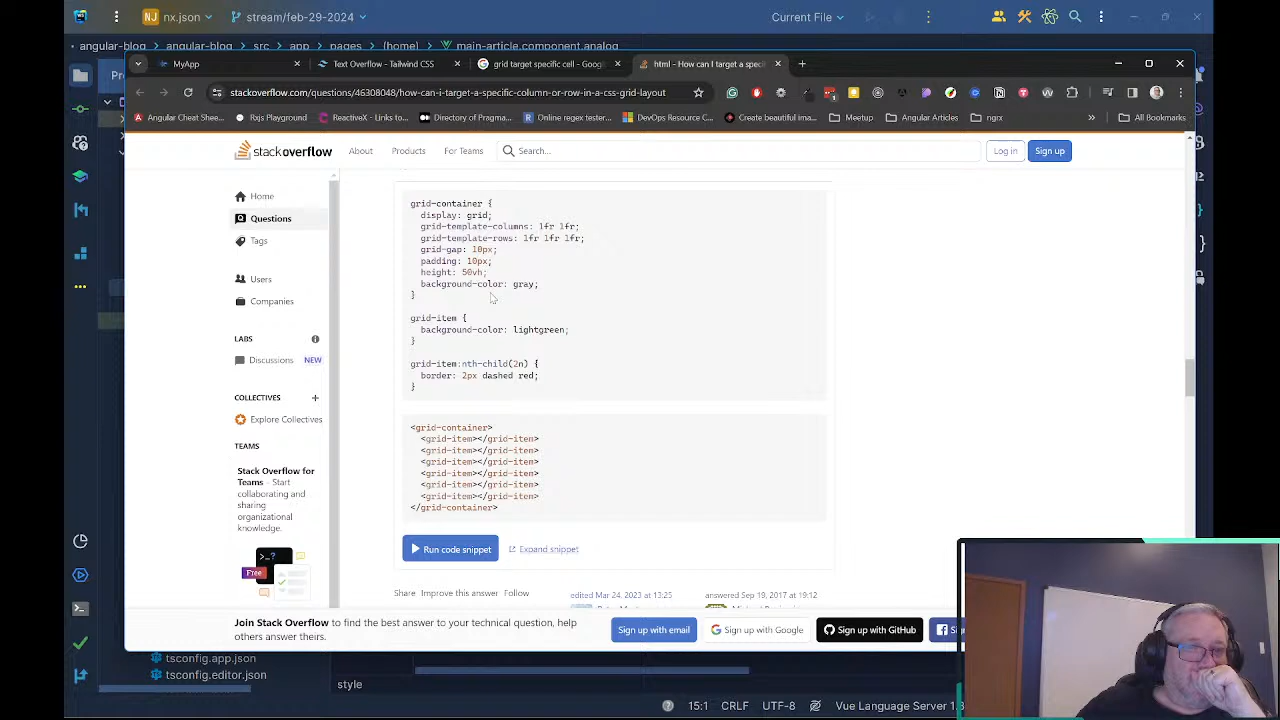 NJ nx.json
stream/feb-29-2024
Current File
angular-blog
angular-blog
src
app
pages
(home)
main-article.component.analog
Pr
MyApp
Text Overflow - Tailwind CSS
grid target specific cell - Goog
html - How can I target a speci
stackoverflow.com/questions/46308048/how-can-i-target-a-specific-column-or-row-in-a-css-grid-layout
Angular Cheat Shee...
Rxjs Playground
ReactiveX - Links to...
Directory of Pragma...
Online regex tester...
DevOps Resource C...
Create beautiful ima...
Meetup
Angular Articles
ngrx
»
All Bookmarks
stackoverflow
About
Products
For Teams
Search...
Log in
Sign up
Home
Questions
Tags
Users
Companies
LABS
Discussions NEW
COLLECTIVES
Explore Collectives
TEAMS
Stack Overflow for
Teams - Start
collaborating and
sharing
organizational
knowledge.
>_?
Free
grid-container {
display: grid;
grid-template-columns: 1fr 1fr;
grid-template-rows: 1fr 1fr 1fr;
grid-gap: 10px;
padding: 10px;
height: 50vh;
background-color: gray;
}
grid-item {
background-color: lightgreen;
}
grid-item:nth-child(2n) {
border: 2px dashed red;
}
<grid-container>
<grid-item></grid-item>
<grid-item></grid-item>
<grid-item></grid-item>
<grid-item></grid-item>
<grid-item></grid-item>
<grid-item></grid-item>
</grid-container>
Run code snippet
Expand snippet
Share Improve this answer Follow
edited Mar 24, 2023 at 13:25
answered Sep 19, 2017 at 19:12
Join Stack Overflow to find the best answer to your technical question, help
others answer theirs.
Sign up with email
Sign up with Google
Sign up with GitHub
tsconfig.app.json
tsconfig.editor.json
style
15:1
CRLF
UTF-8
Vue Language Server